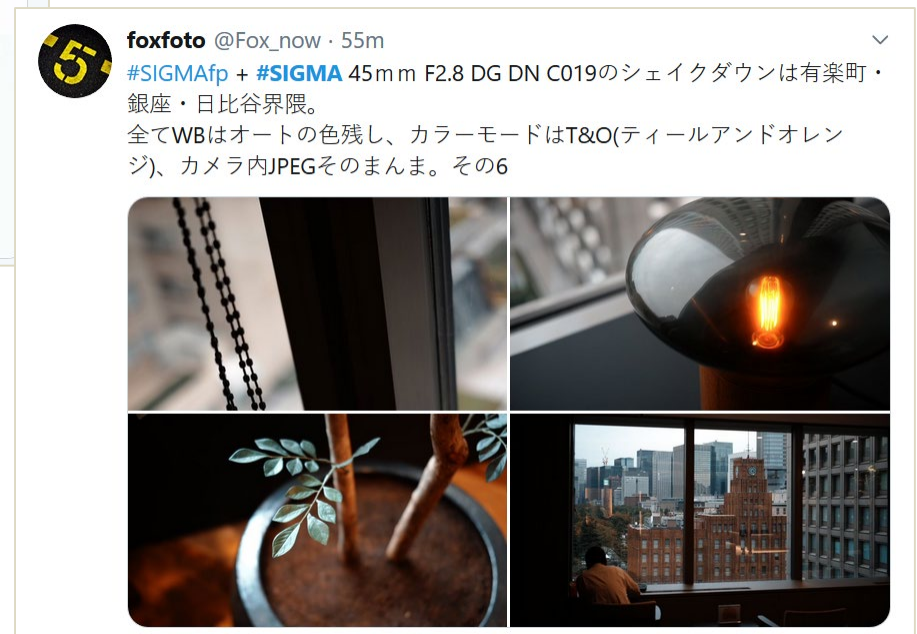 5
foxfoto @Fox_now · 55m
#SIGMAfp + #SIGMA 45ｍｍ F2.8 DG DN C019のシェイクダウンは有楽町・
銀座・日比谷界隈。
全てWBはオートの色残し、カラーモードはT&O(ティールアンドオレン
ジ)、カメラ内JPEGそのまんま。その6